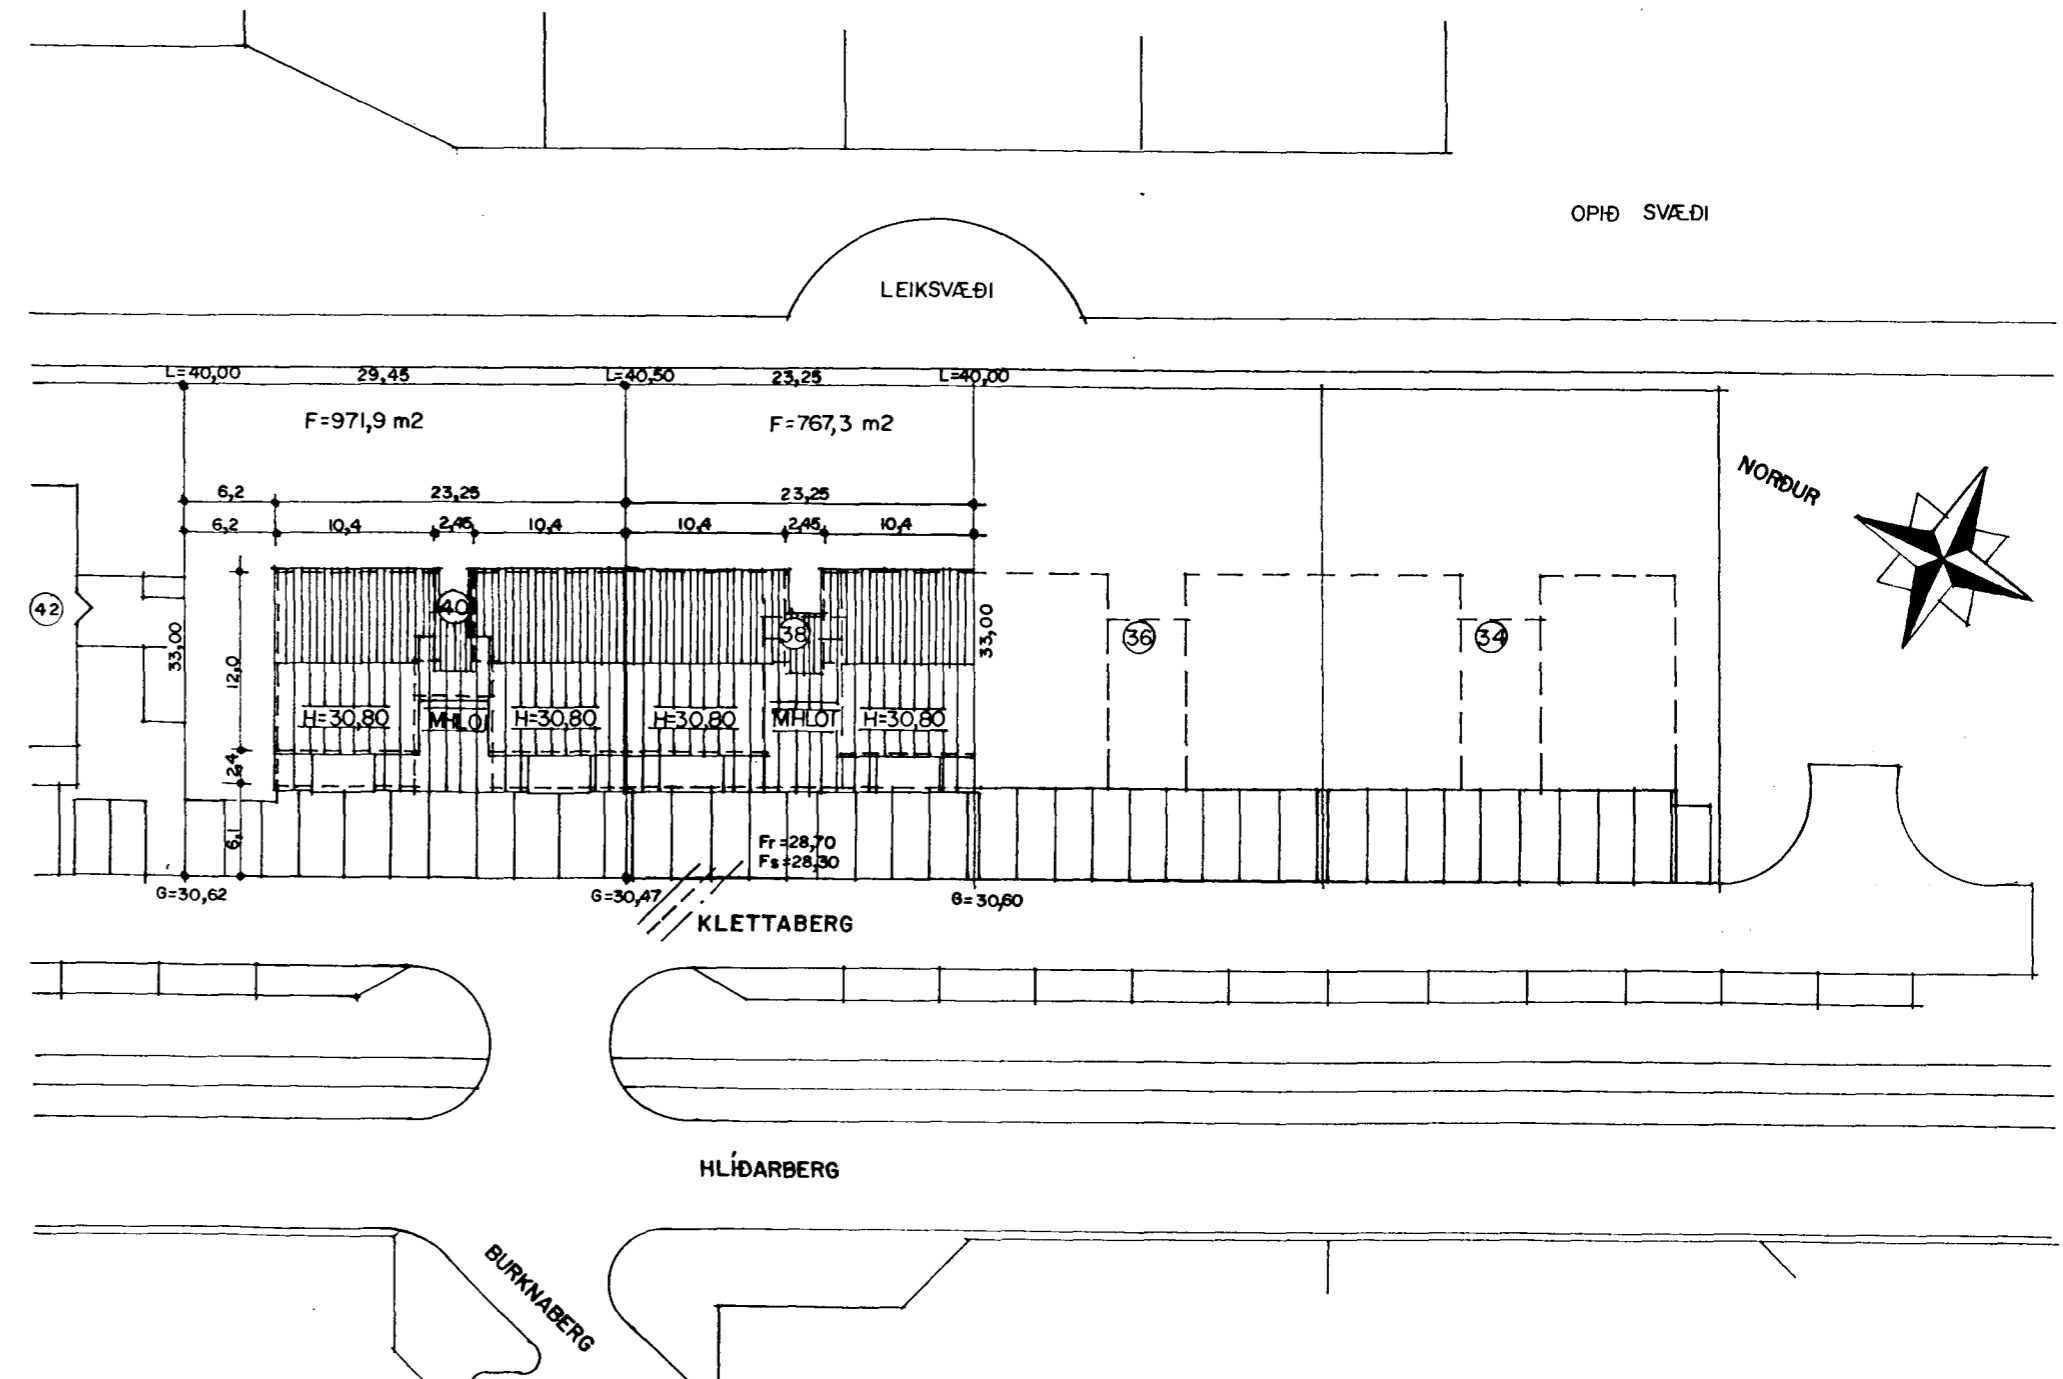 OPIÐ SVÆÐI
LEIKSVÆÐI
L=40,00 29,45 L=40,50 23,25 L=40,00
F=971,9 m2 F=767,3 m2
NORÐUR
6,2 23,25 23,25
6,2 10,4 2,45 10,4 10,4 2,45 10,4
42 40 38 36 34
33,00 12,0 33,00
H=30,80 MHLOT H=30,80 H=30,80 MHLOT H=30,80
2,4
6,1
Fr=28,70
Fs=28,30
G=30,62 G=30,47 G=30,60
KLETTABERG
HLÍÐARBERG
BURKNABERG